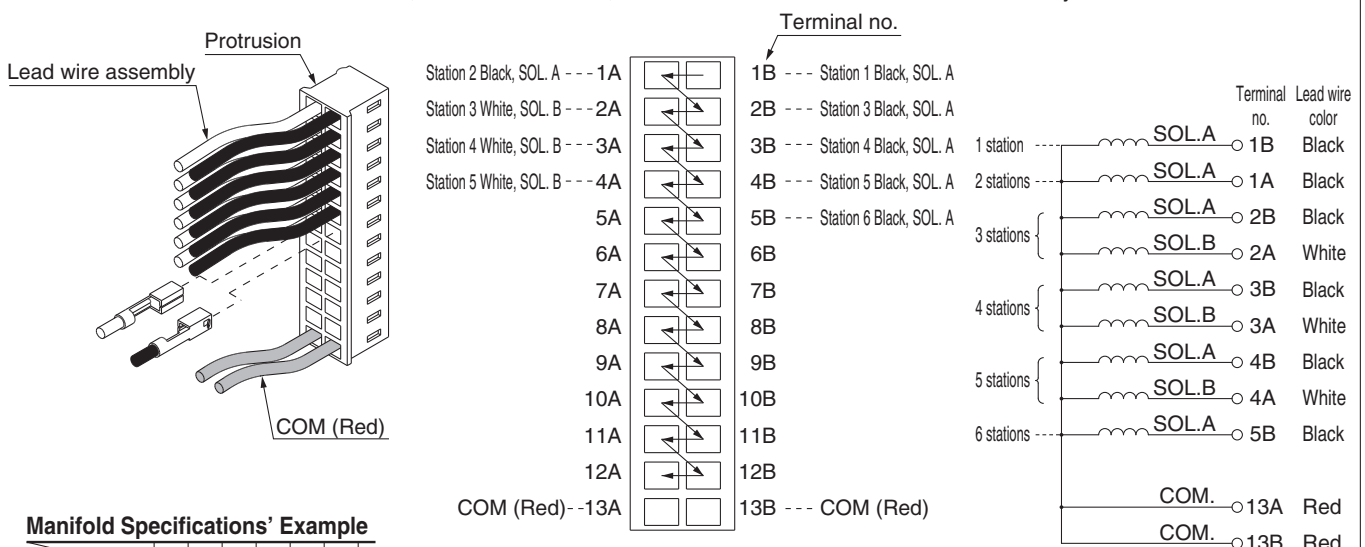 Terminal no.
Protrusion
Lead wire assembly
Station 2 Black, SOL. A --- 1A
1B --- Station 1 Black, SOL. A
Station 3 White, SOL. B --- 2A
2B --- Station 3 Black, SOL. A
Station 4 White, SOL. B --- 3A
3B --- Station 4 Black, SOL. A
Station 5 White, SOL. B --- 4A
4B --- Station 5 Black, SOL. A
5A
5B --- Station 6 Black, SOL. A
6A
6B
7A
7B
8A
8B
9A
9B
10A
10B
11A
11B
12A
12B
COM (Red)--13A
13B --- COM (Red)
COM (Red)
Terminal no. Lead wire color
1 station SOL.A 1B Black
2 stations SOL.A 1A Black
3 stations SOL.A 2B Black
SOL.B 2A White
4 stations SOL.A 3B Black
SOL.B 3A White
5 stations SOL.A 4B Black
SOL.B 4A White
6 stations SOL.A 5B Black
COM. 13A Red
COM. 13B Red
Manifold Specifications' Example